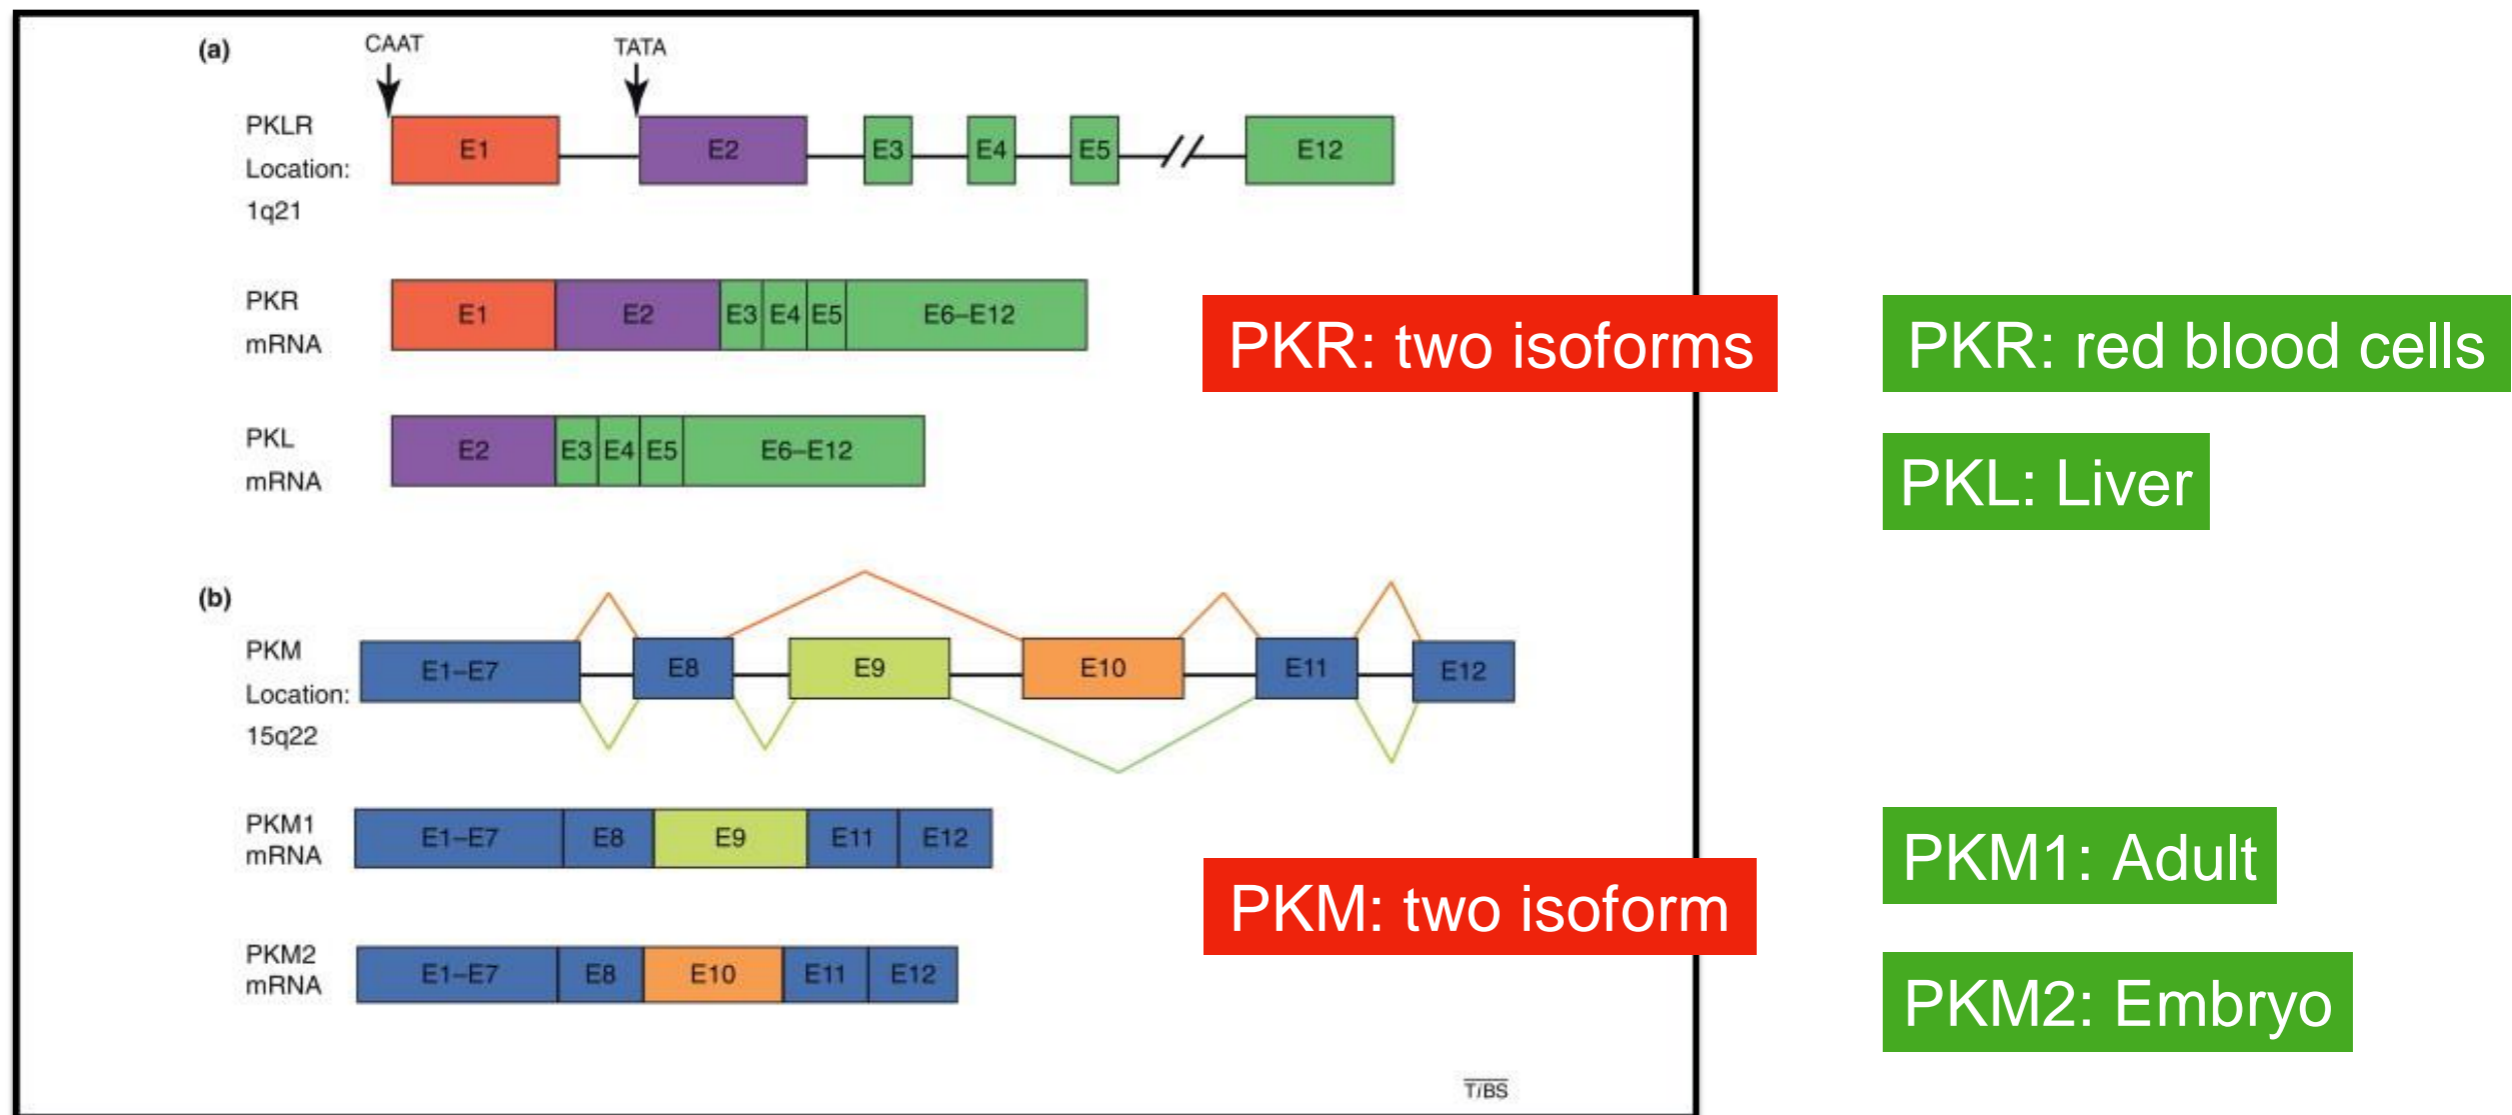 (a)
CAAT
TATA
PKLR
Location:
1q21
E1
E2
E3
E4
E5
E12
PKR
mRNA
E1
E2
E3
E4
E5
E6–E12
PKR: two isoforms
PKR: red blood cells
PKL
mRNA
E2
E3
E4
E5
E6–E12
PKL: Liver
(b)
PKM
Location:
15q22
E1–E7
E8
E9
E10
E11
E12
PKM1
mRNA
E1–E7
E8
E9
E11
E12
PKM: two isoform
PKM1: Adult
PKM2
mRNA
E1–E7
E8
E10
E11
E12
PKM2: Embryo
TiBS